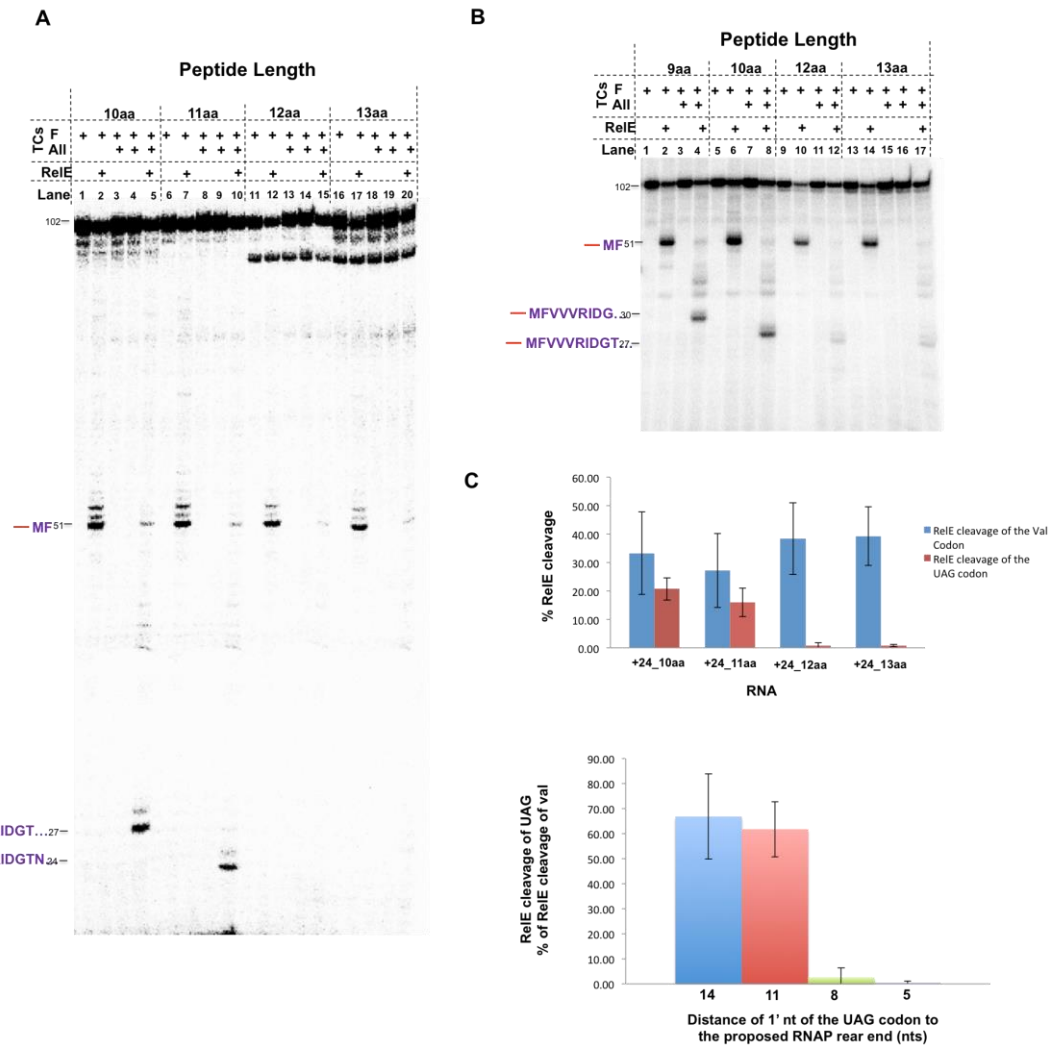 A
Peptide Length
10aa 11aa 12aa 13aa
TCs F + + + + + + + + + + + + + + + + + + + +
All + + + + + + + + + + + +
RelE + + + + + + + +
Lane 1 2 3 4 5 6 7 8 9 10 11 12 13 14 15 16 17 18 19 20
102
MF 51
IDGT...27
IDGTN 24
B
Peptide Length
9aa 10aa 12aa 13aa
TCs F + + + + + + + + + + + + + + + + +
All + + + + + + + + +
RelE + + + + + + + +
Lane 1 2 3 4 5 6 7 8 9 10 11 12 13 14 15 16 17
102
MF 51
MFVVVRIDG..30
MFVVVRIDGT 27.
C
60.00
50.00
40.00
30.00
20.00
10.00
0.00
% RelE cleavage
RelE cleavage of the Val
Codon
RelE cleavage of the
UAG codon
+24_10aa +24_11aa +24_12aa +24_13aa
RNA
90.00
80.00
70.00
60.00
50.00
40.00
30.00
20.00
10.00
0.00
RelE cleavage of UAG
% of RelE cleavage of val
14 11 8 5
Distance of 1' nt of the UAG codon to
the proposed RNAP rear end (nts)